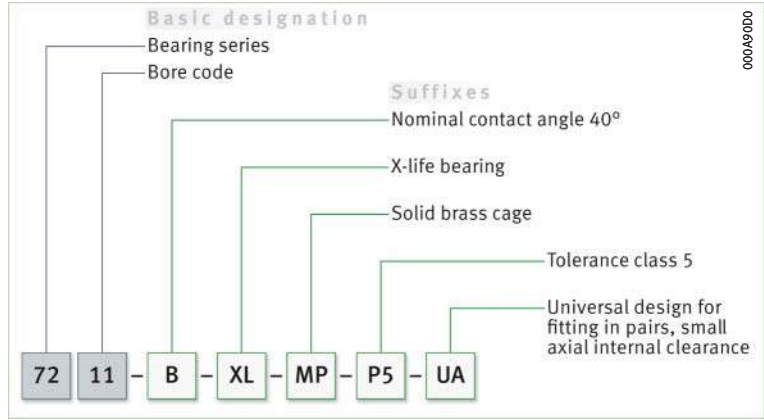 Basic designation
Bearing series
Bore code
Suffixes
Nominal contact angle 40°
X-life bearing
Solid brass cage
Tolerance class 5
Universal design for
fitting in pairs, small
axial internal clearance
72 11 – B – XL – MP – P5 – UA
000A90D0